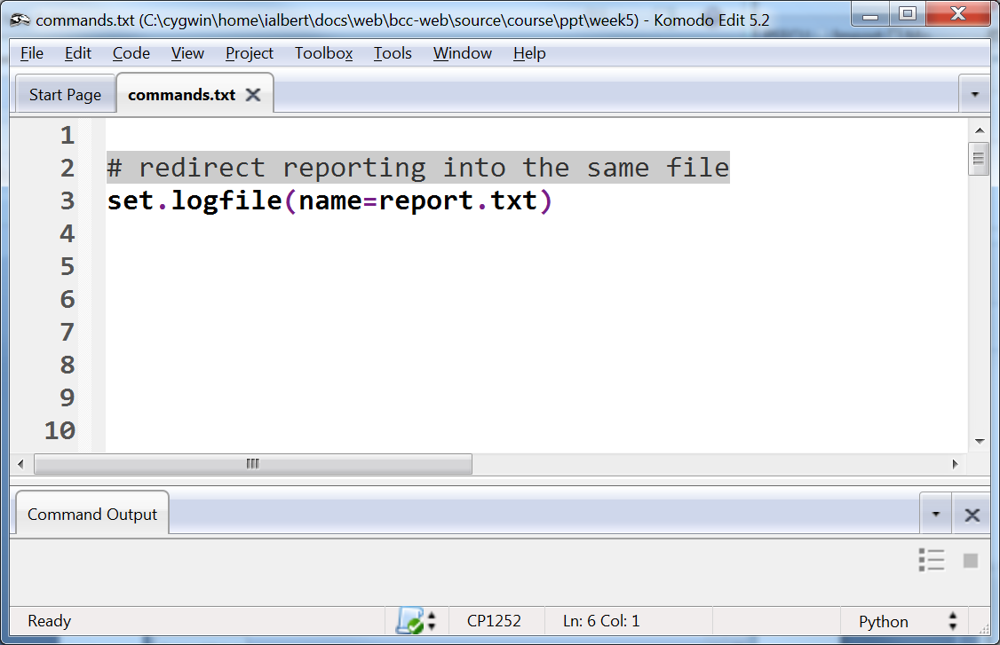 commands.txt (C:\cygwin\home\ialbert\docs\web\bcc-web\source\course\ppt\week5) - Komodo Edit 5.2
File Edit Code View Project Toolbox Tools Window Help
Start Page commands.txt
1
2 # redirect reporting into the same file
3 set.logfile(name=report.txt)
4
5
6
7
8
9
10
Command Output
Ready CP1252 Ln: 6 Col: 1 Python